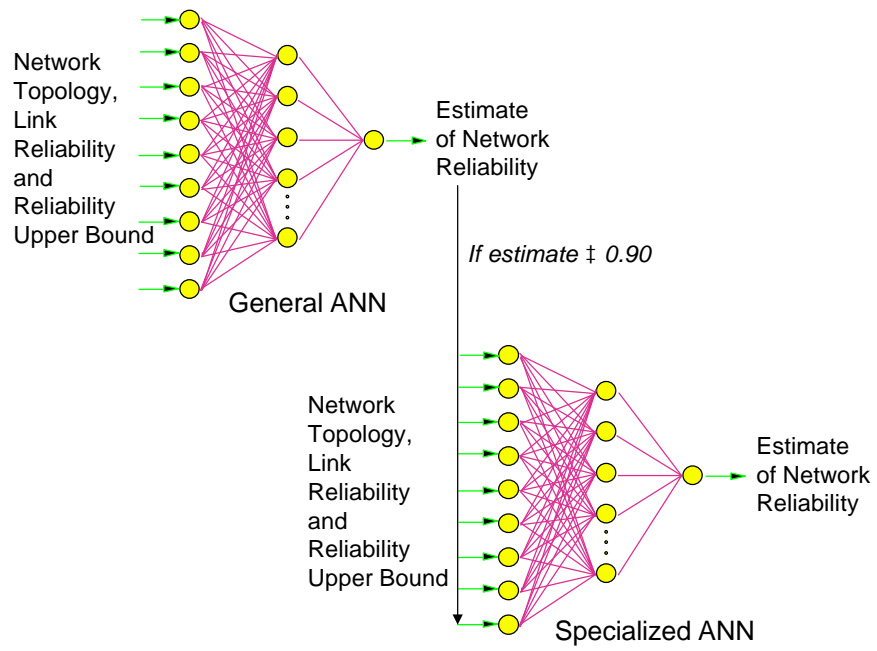 Network
Topology,
Link
Reliability
and
Reliability
Upper Bound
Estimate
of Network
Reliability
If estimate ‡ 0.90
General ANN
Network
Topology,
Link
Reliability
and
Reliability
Upper Bound
Estimate
of Network
Reliability
Specialized ANN